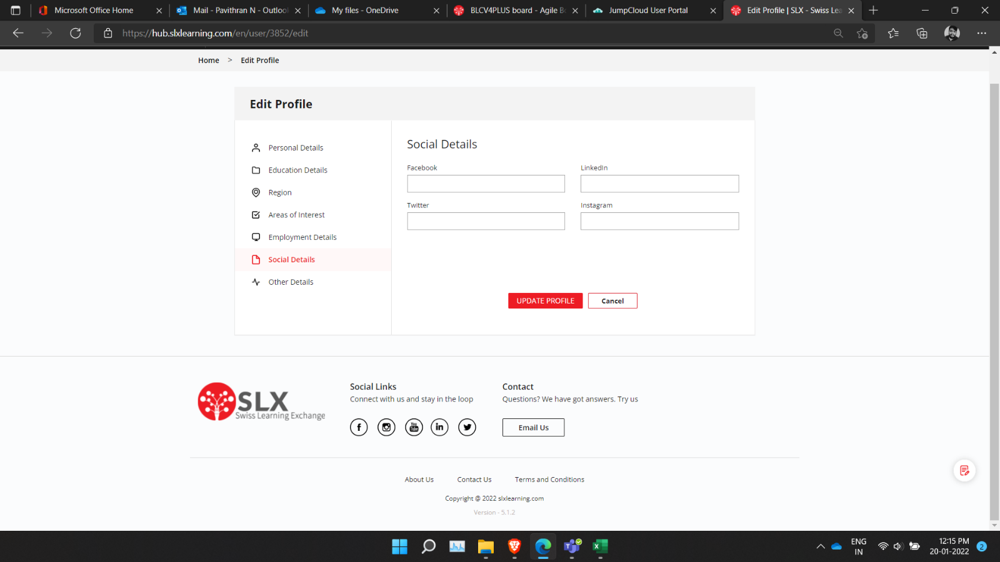 Microsoft Office Home
Mail - Pavithran N - Outlool
My files - OneDrive
BLCV4PLUS board - Agile Bo
JumpCloud User Portal
Edit Profile | SLX - Swiss Lea
https://hub.slxlearning.com/en/user/3852/edit
Home > Edit Profile
Edit Profile
Personal Details
Education Details
Region
Areas of Interest
Employment Details
Social Details
Other Details
Social Details
Facebook
LinkedIn
Twitter
Instagram
UPDATE PROFILE
Cancel
SLX
Swiss Learning Exchange
Social Links
Connect with us and stay in the loop
You
Tube
Contact
Questions? We have got answers. Try us
Email Us
About Us
Contact Us
Terms and Conditions
Copyright @ 2022 slxlearning.com
Version - 5.1.2
ENG
IN
12:15 PM
20-01-2022
2